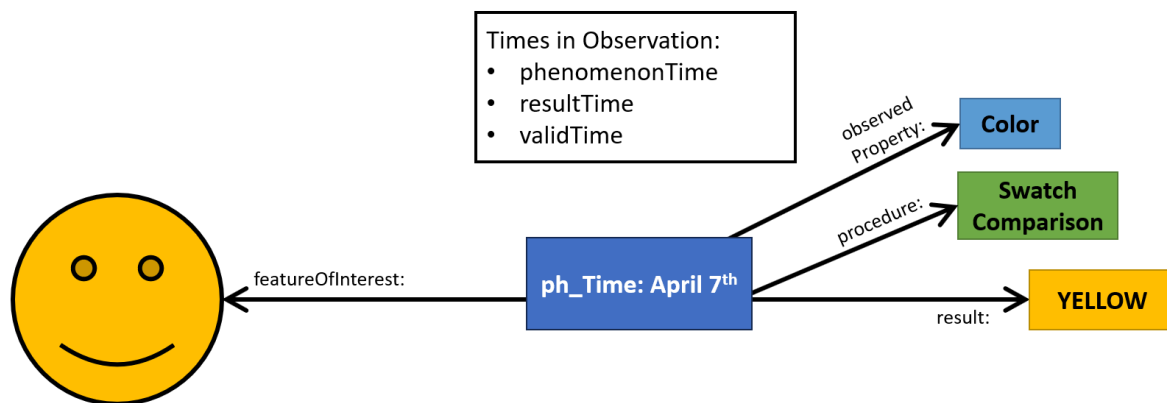 Times in Observation:
• phenomenonTime
• resultTime
• validTime
observed
Property:
Color
procedure:
Swatch
Comparison
featureOfInterest:
ph_Time: April 7th
result:
YELLOW